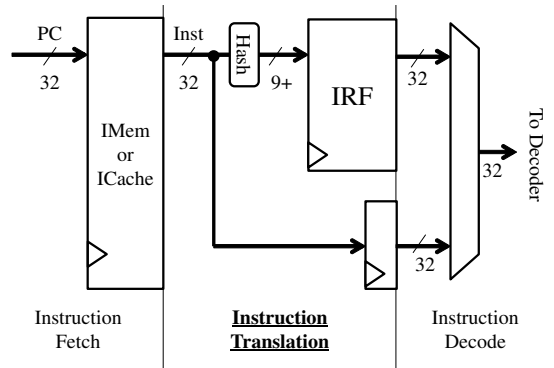 PC
32
IMem
or
ICache
Inst
32
Hash
9+
IRF
32
32
32
To Decoder
Instruction
Fetch
Instruction
Translation
Instruction
Decode